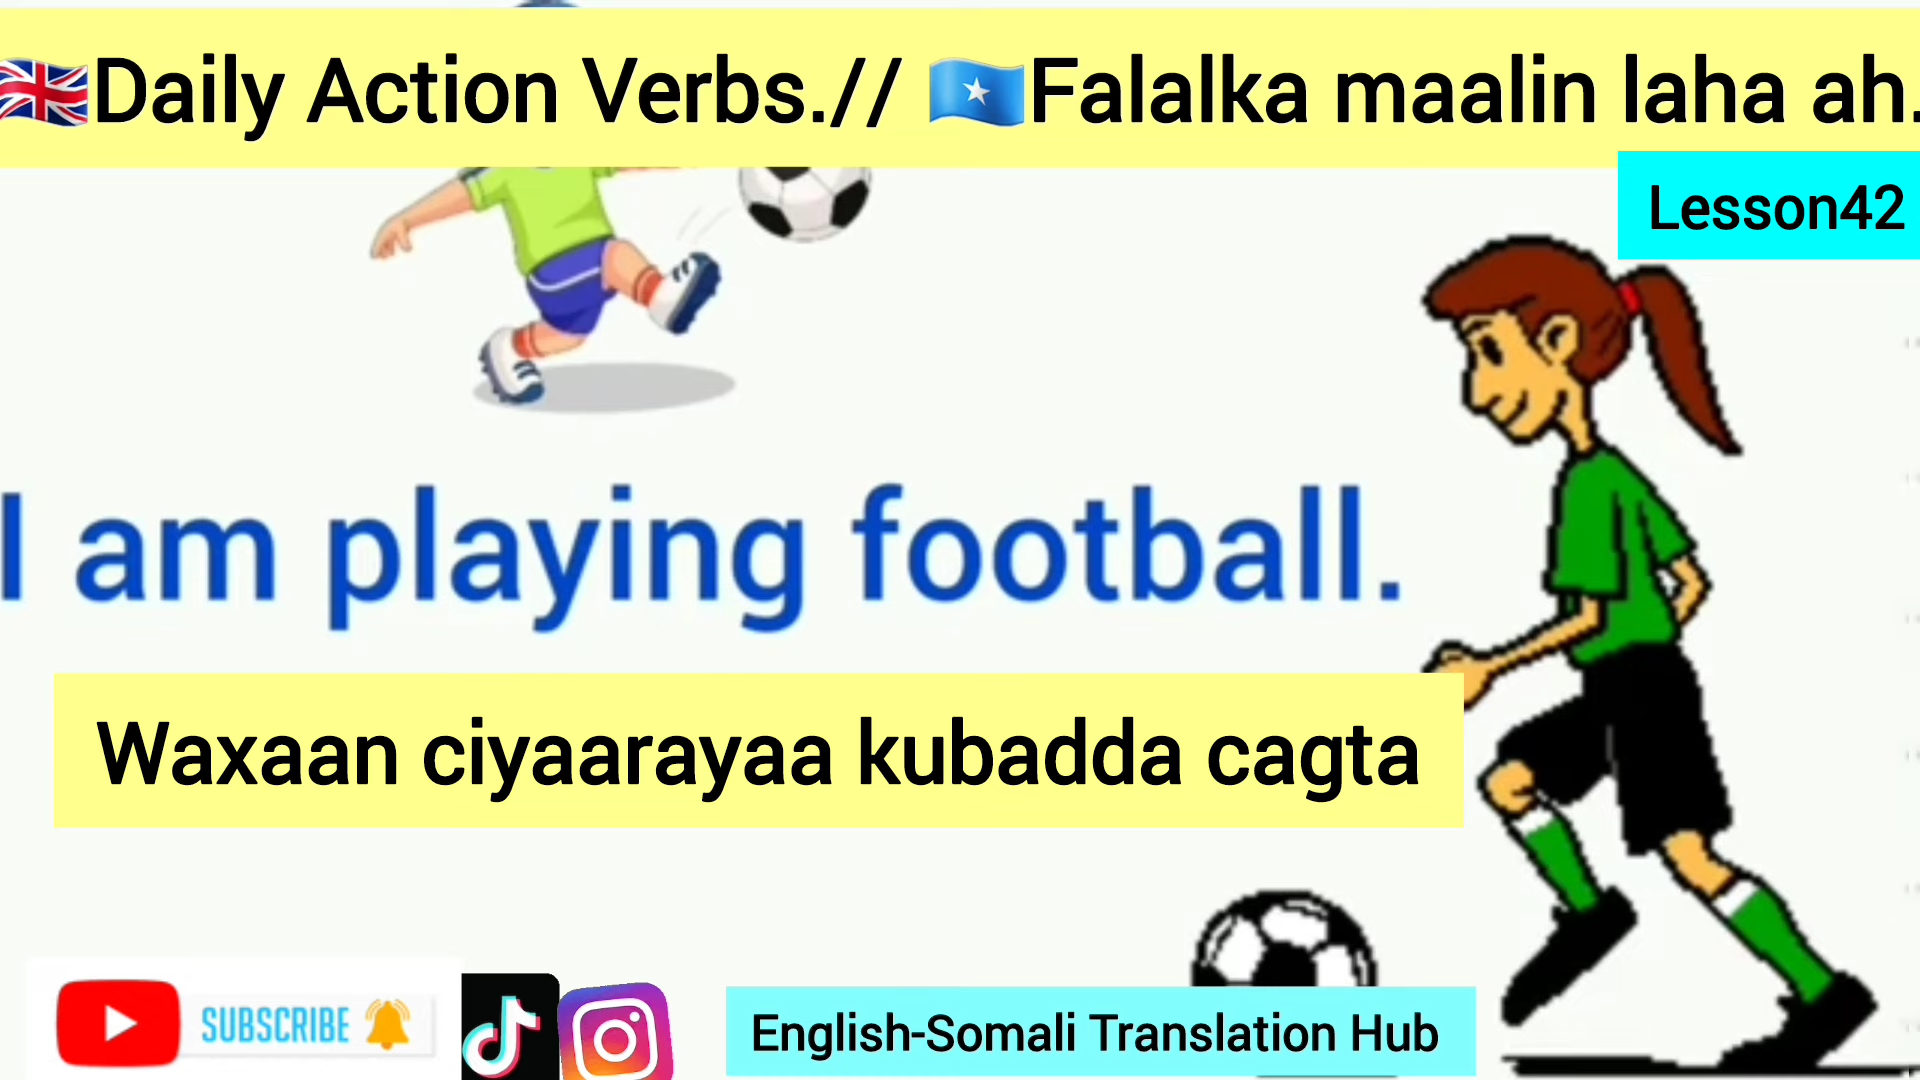 Daily Action Verbs.// Falalka maalin laha ah.
Lesson42
I am playing football.
Waxaan ciyaarayaa kubadda cagta
SUBSCRIBE
English-Somali Translation Hub